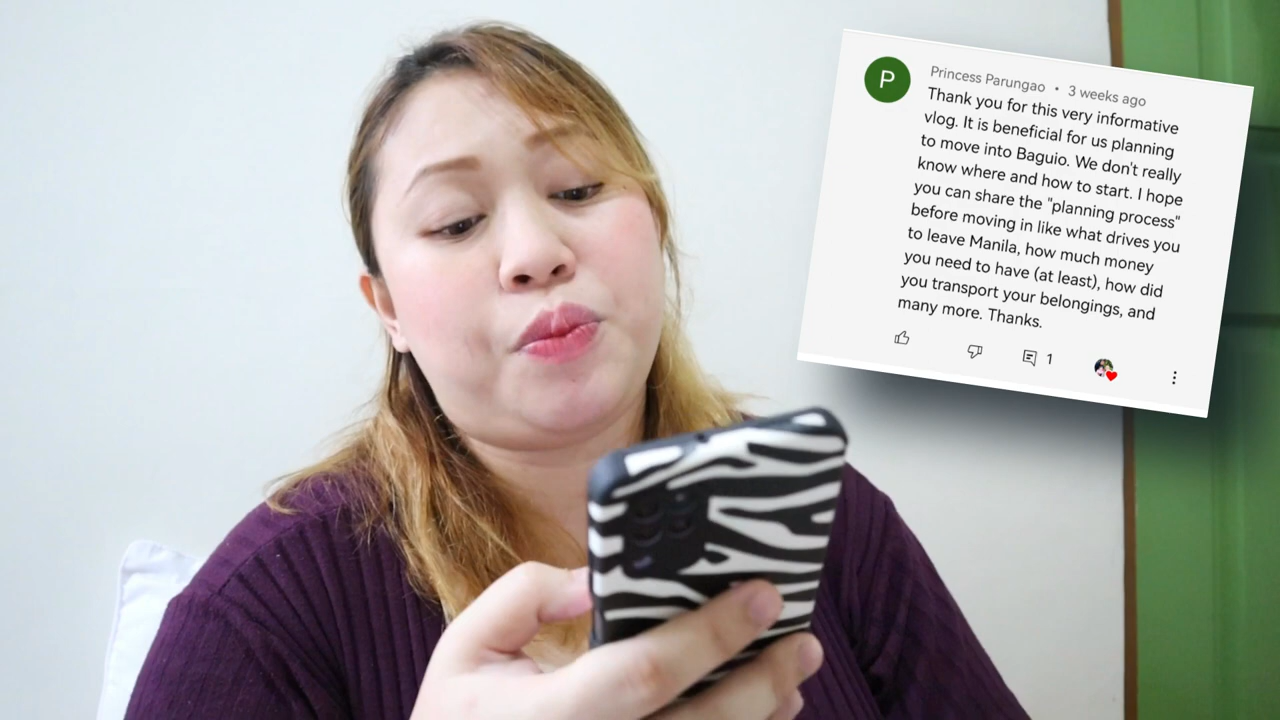 P
Princess Parungao • 3 weeks ago
Thank you for this very informative
vlog. It is beneficial for us planning
to move into Baguio. We don't really
know where and how to start. I hope
you can share the "planning process"
before moving in like what drives you
to leave Manila, how much money
you need to have (at least), how did
you transport your belongings, and
many more. Thanks.
1